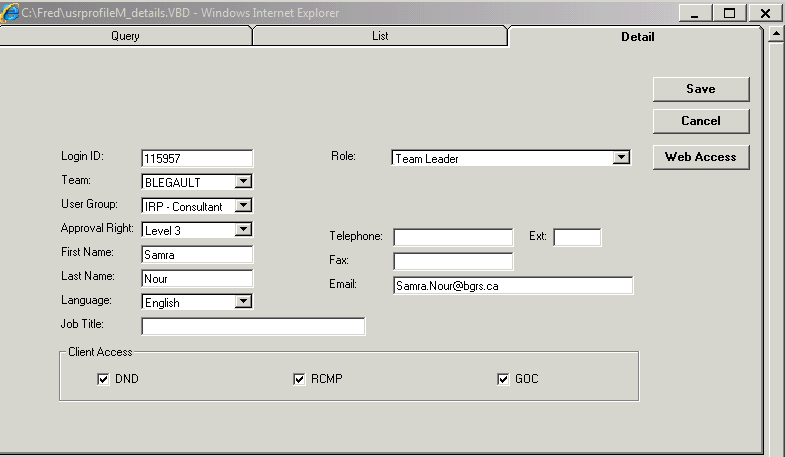 C:\Fred\usrprofileM_details.VBD - Windows Internet Explorer
Query List Detail
Save
Cancel
Web Access
Login ID: 115957 Role: Team Leader
Team: BLEGAULT
User Group: IRP - Consultant
Approval Right: Level 3 Telephone: Ext:
First Name: Samra Fax:
Last Name: Nour Email: Samra.Nour@bgrs.ca
Language: English
Job Title:
Client Access
DND RCMP GOC